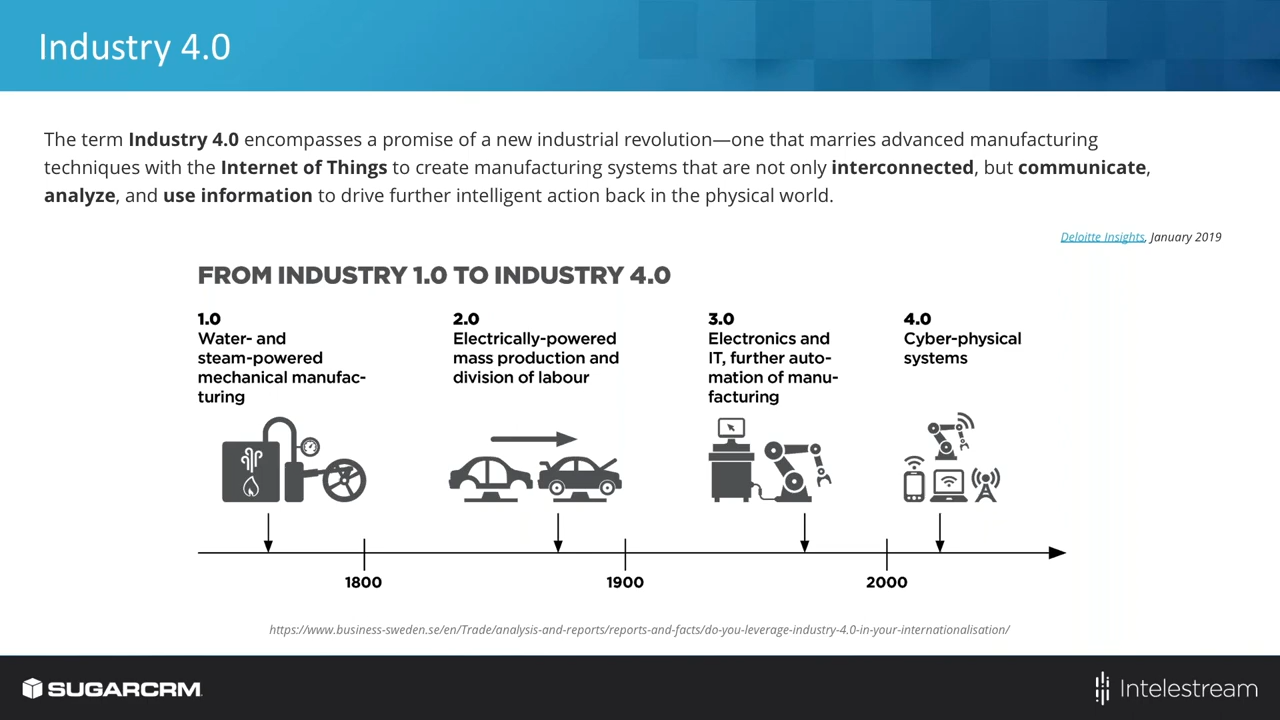 Industry 4.0
The term Industry 4.0 encompasses a promise of a new industrial revolution—one that marries advanced manufacturing
techniques with the Internet of Things to create manufacturing systems that are not only interconnected, but communicate,
analyze, and use information to drive further intelligent action back in the physical world.
Deloitte Insights, January 2019
FROM INDUSTRY 1.0 TO INDUSTRY 4.0
1.0
Water- and
steam-powered
mechanical manufac-
turing
2.0
Electrically-powered
mass production and
division of labour
3.0
Electronics and
IT, further auto-
mation of manu-
facturing
4.0
Cyber-physical
systems
1800
1900
2000
https://www.business-sweden.se/en/Trade/analysis-and-reports/reports-and-facts/do-you-leverage-industry-4.0-in-your-internationalisation/
SUGARCRM
Intelestream